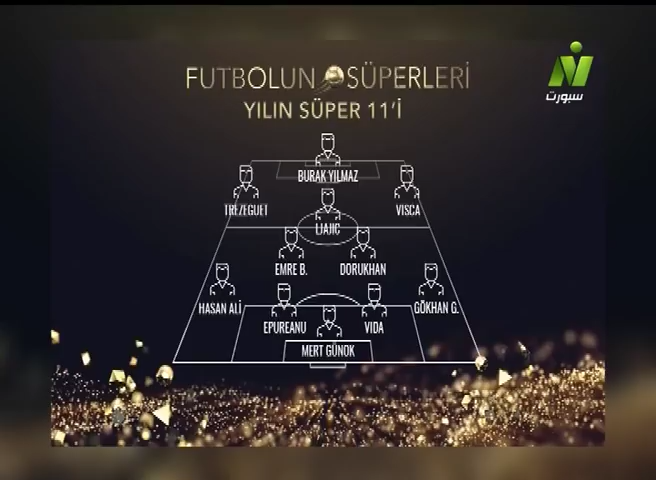 FUTBOLUN SÜPERLERİ
YILIN SÜPER 11'İ
سبورت
BURAK YILMAZ
TREZEGUET
VISCA
LJAJIC
EMRE B.
DORUKHAN
HASAN ALİ
GÖKHAN G.
EPUREANU
VIDA
MERT GÜNOK